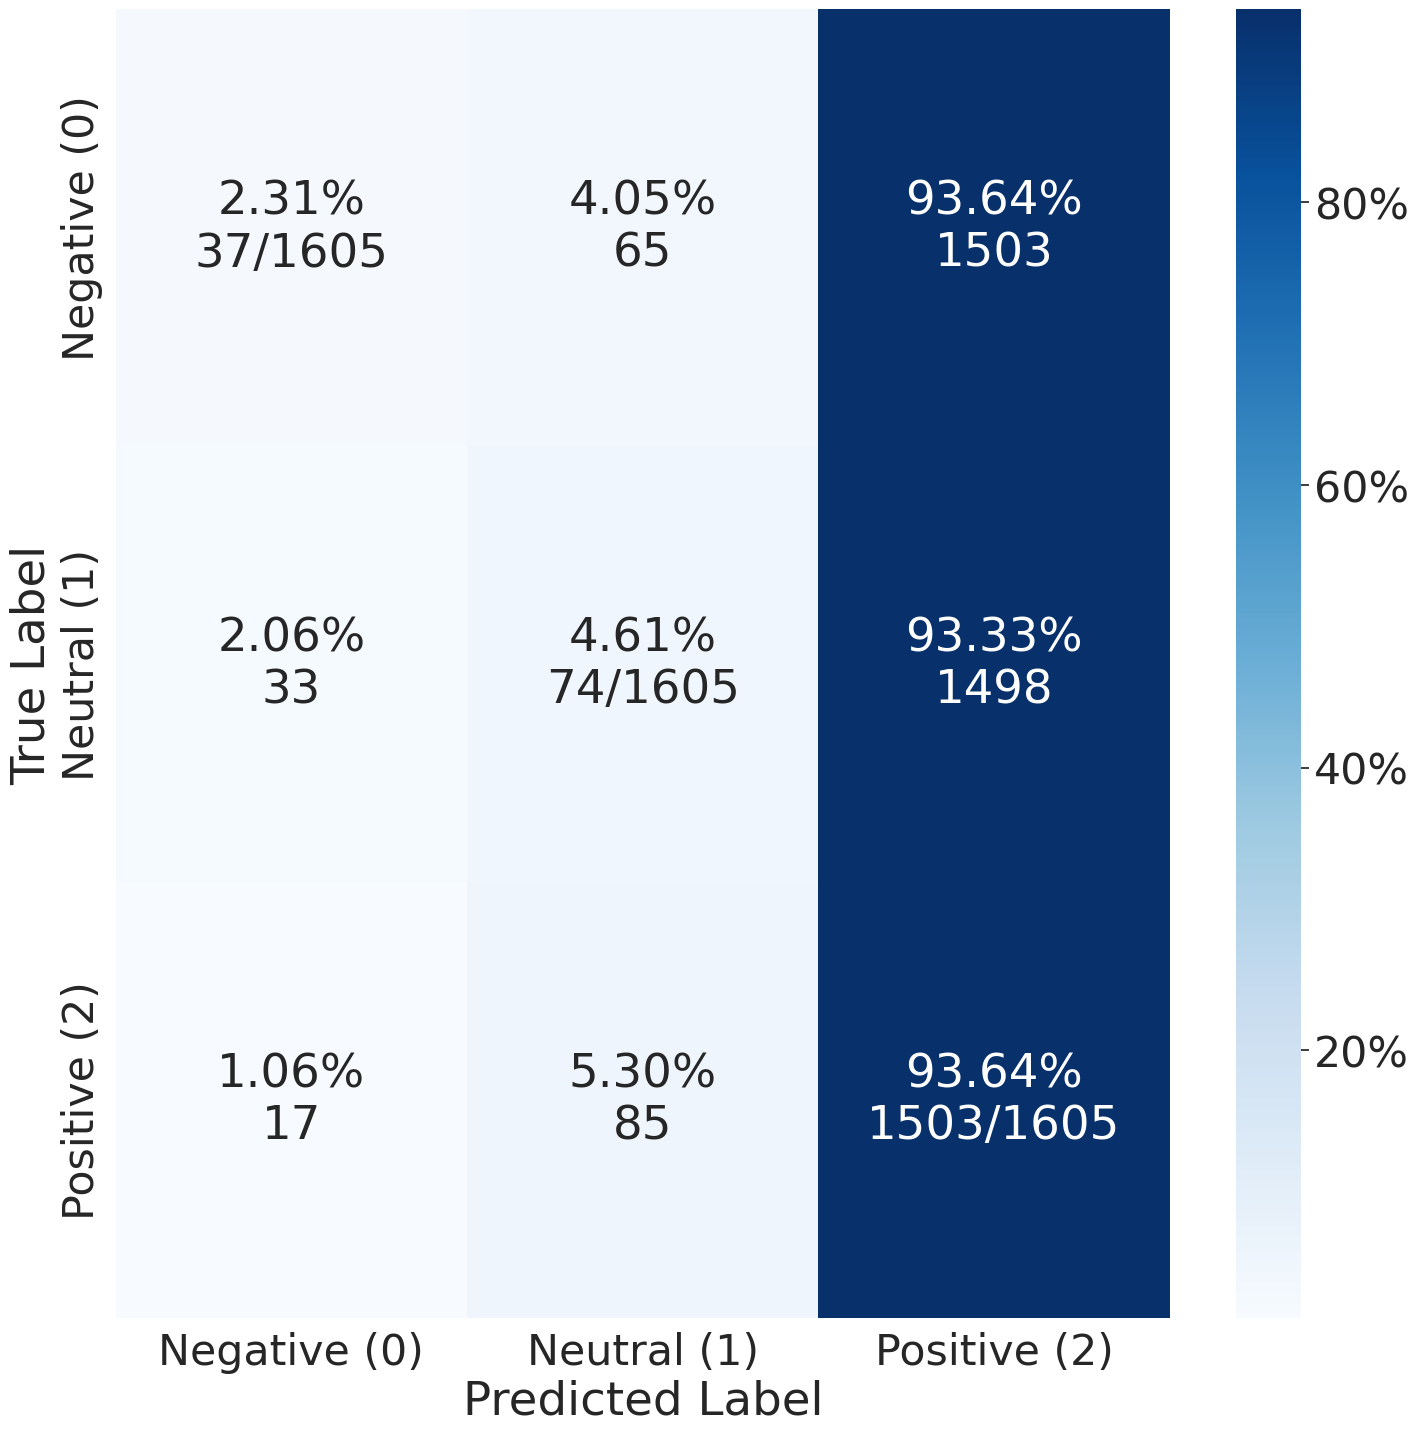 Negative (0)
2.31%
37/1605
4.05%
65
93.64%
1503
80%
60%
True Label
Neutral (1)
2.06%
33
4.61%
74/1605
93.33%
1498
40%
Positive (2)
1.06%
17
5.30%
85
93.64%
1503/1605
20%
Negative (0)
Neutral (1)
Positive (2)
Predicted Label